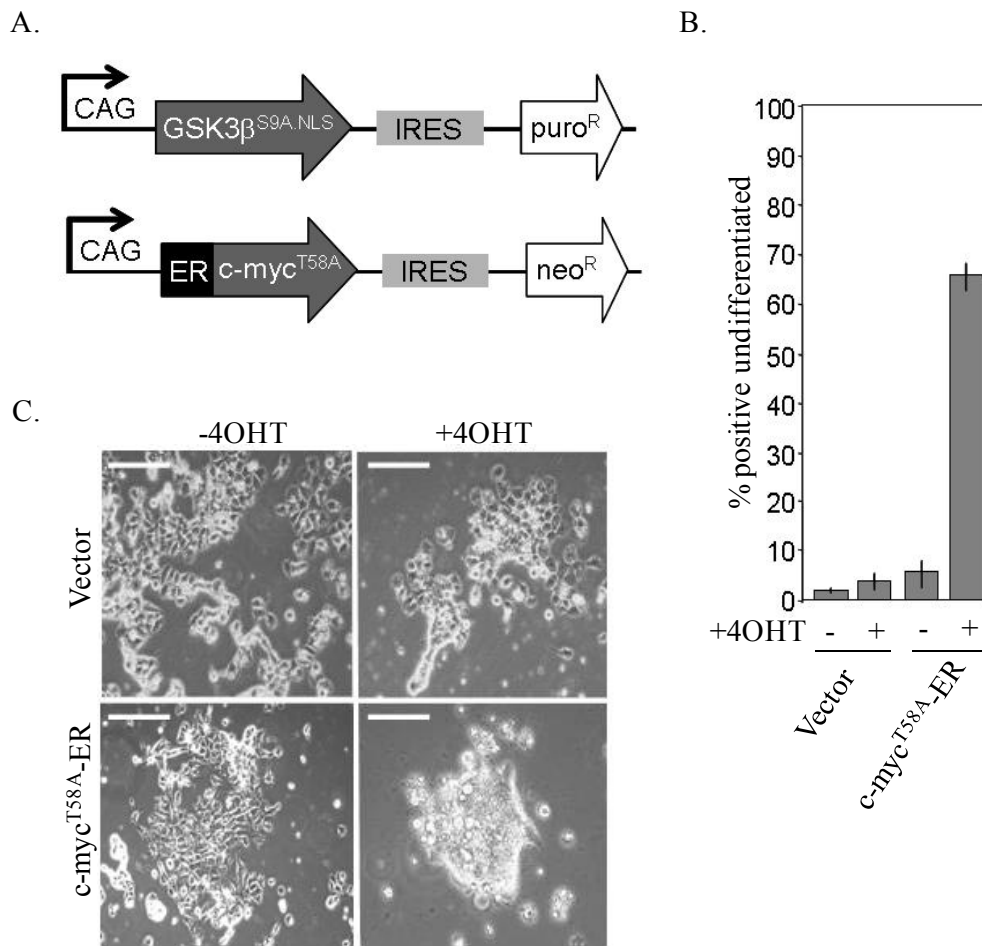 A.
CAG
GSK3β^S9A.NLS
IRES
puro^R
CAG
ER
c-myc^T58A
IRES
neo^R
B.
% positive undifferentiated
100
90
80
70
60
50
40
30
20
10
0
+4OHT - + - +
Vector
c-myc^T58A-ER
C.
-4OHT +4OHT
Vector
c-myc^T58A-ER